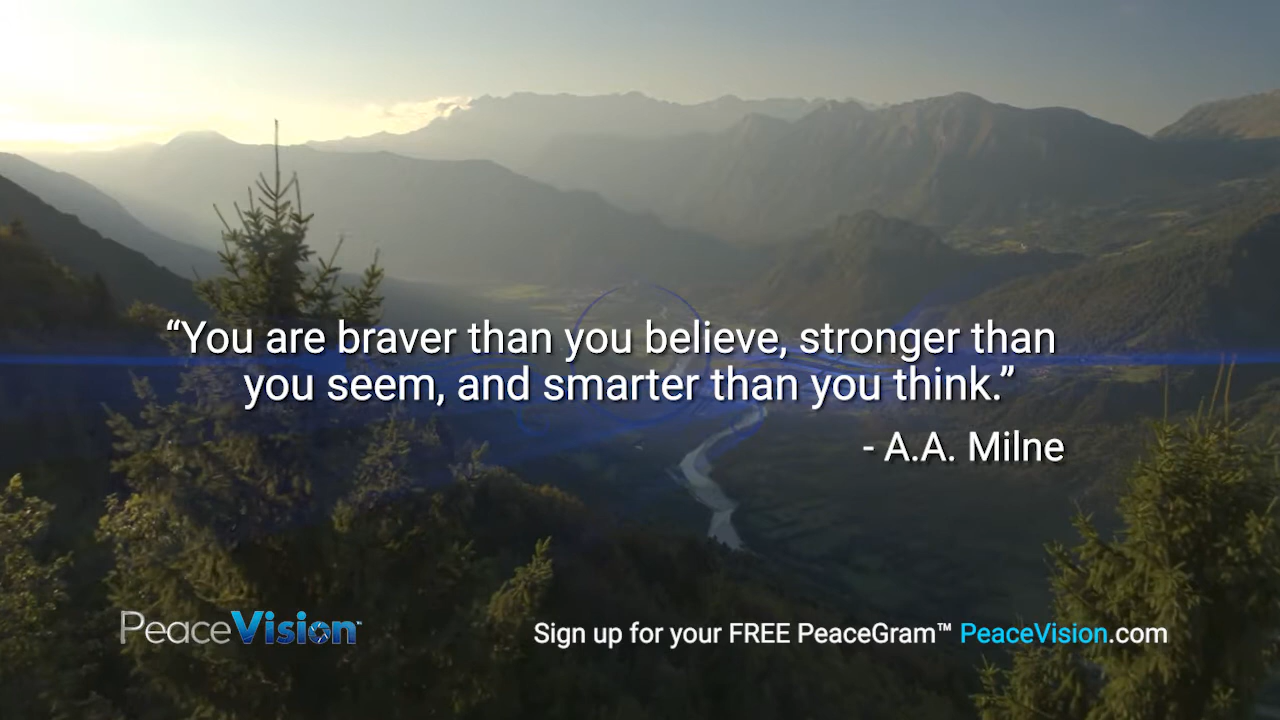 “You are braver than you believe, stronger than
you seem, and smarter than you think.”
- A.A. Milne
PeaceVision™
Sign up for your FREE PeaceGram™ PeaceVision.com